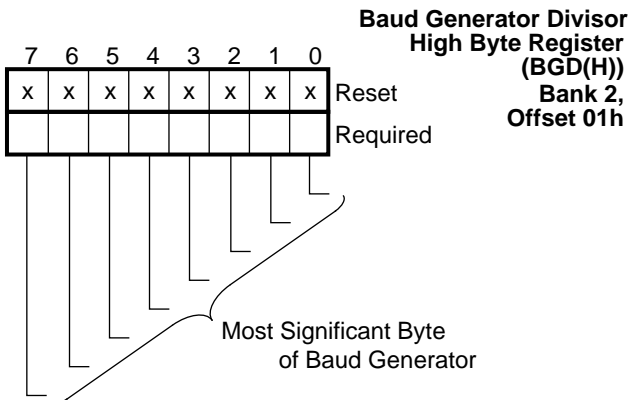 Baud Generator Divisor
High Byte Register
(BGD(H))
Bank 2,
Offset 01h
7 6 5 4 3 2 1 0
x x x x x x x x Reset
Required
Most Significant Byte
of Baud Generator